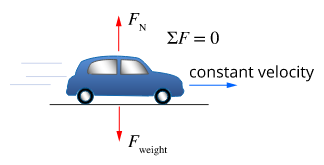 F_N
ΣF = 0
constant velocity
F_weight